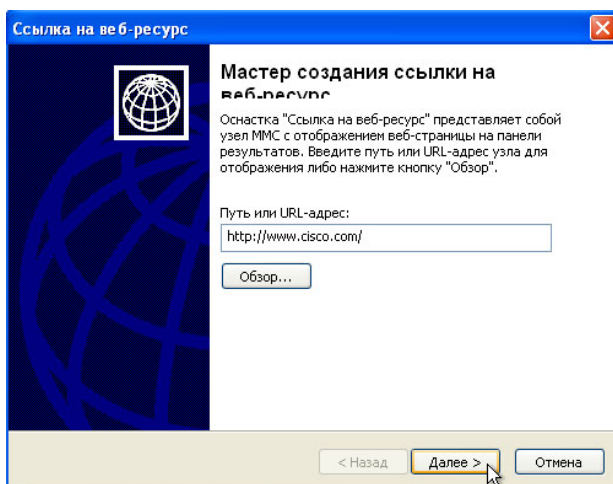 Ссылка на веб-ресурс
Мастер создания ссылки на
веб-ресурс
Оснастка "Ссылка на веб-ресурс" представляет собой
узел MMC с отображением веб-страницы на панели
результатов. Введите путь или URL-адрес узла для
отображения либо нажмите кнопку "Обзор".
Путь или URL-адрес:
http://www.cisco.com/
Обзор...
< Назад
Далее >
Отмена